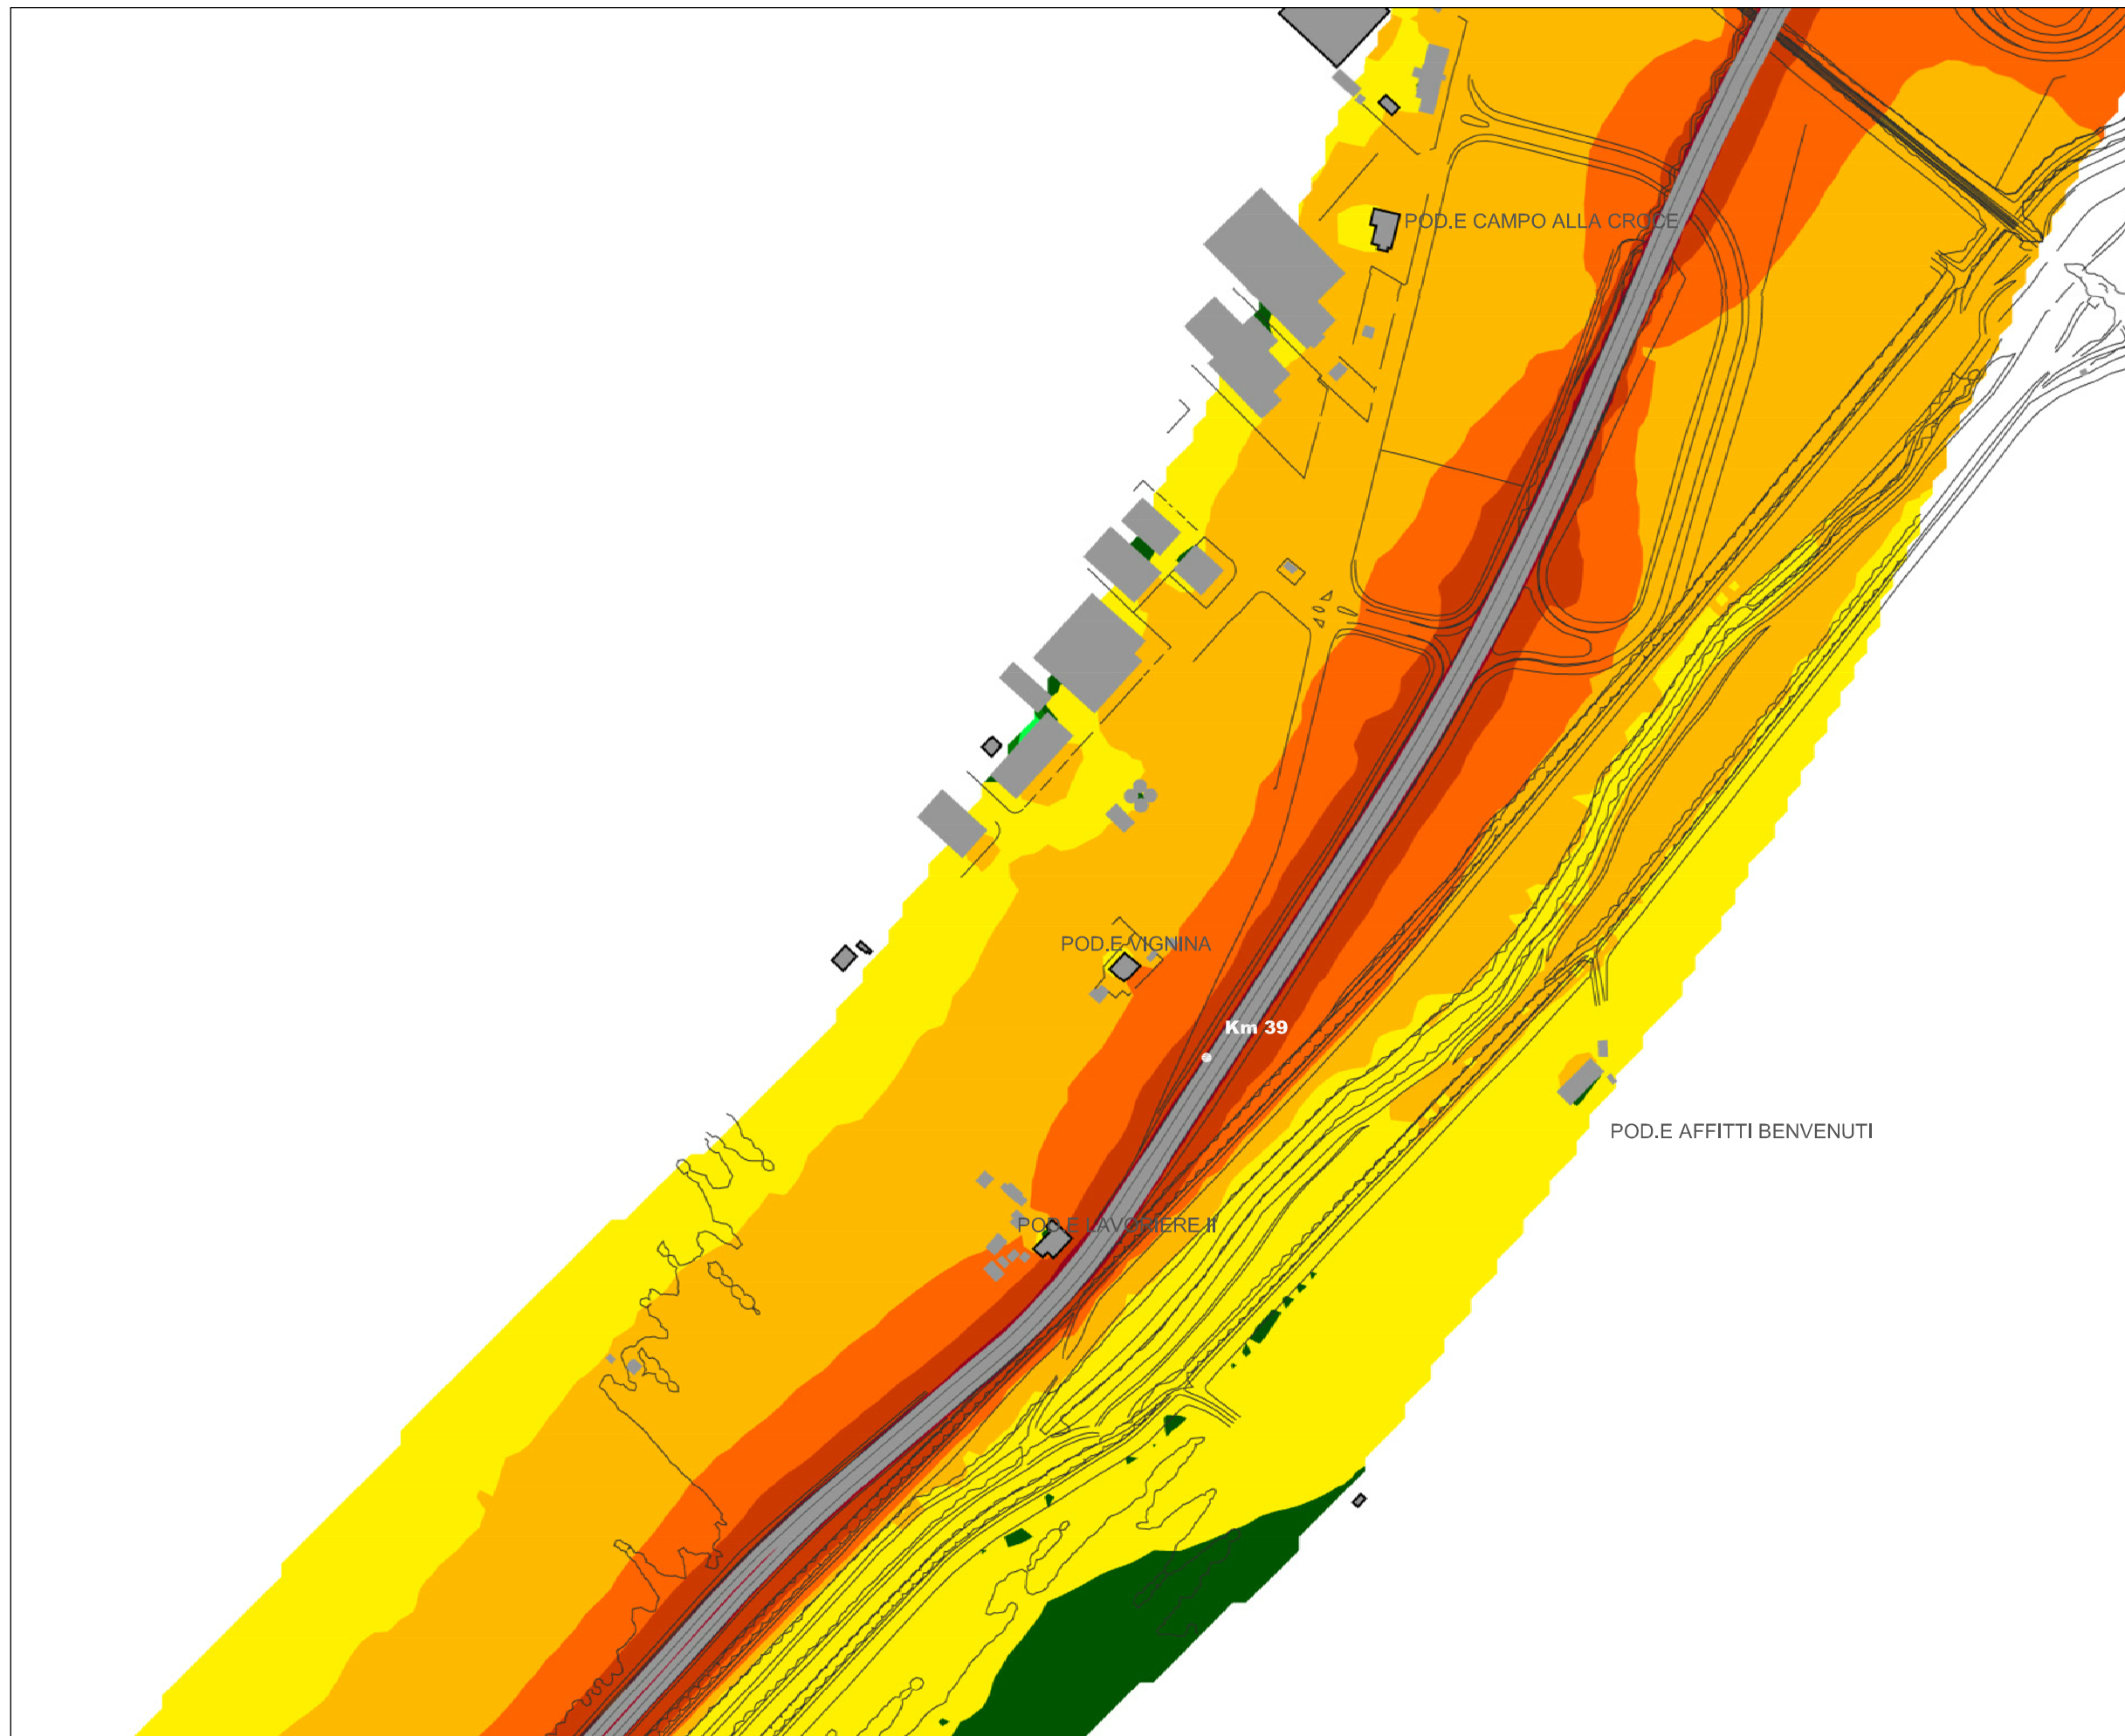 POD.E CAMPO ALLA CROCE
POD.E VIGNINA
Km 39
POD.E AFFITTI BENVENUTI
POD.E LAVORIERE II